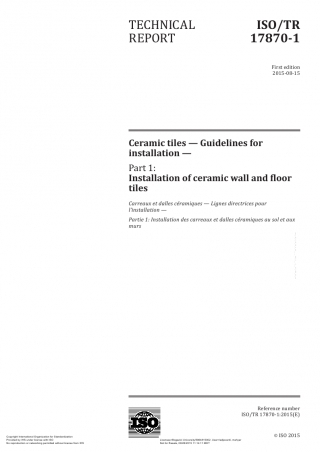 TECHNICAL
REPORT
ISO/TR
17870-1
First edition
2015-08-15
Ceramic tiles — Guidelines for
installation —
Part 1:
Installation of ceramic wall and floor
tiles
Carreaux et dalles céramiques — Lignes directrices pour
l'installation —
Partie 1: Installation des carreaux et dalles céramiques au sol et aux
murs
Reference number
ISO/TR 17870-1:2015(E)
ISO
© ISO 2015